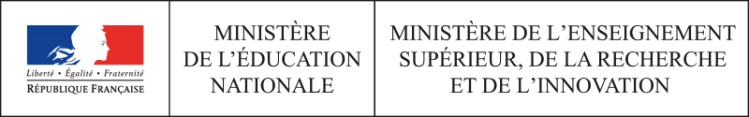 Liberté • Égalité • Fraternité
RÉPUBLIQUE FRANÇAISE
MINISTÈRE
DE L’ÉDUCATION
NATIONALE
MINISTÈRE DE L’ENSEIGNEMENT
SUPÉRIEUR, DE LA RECHERCHE
ET DE L’INNOVATION